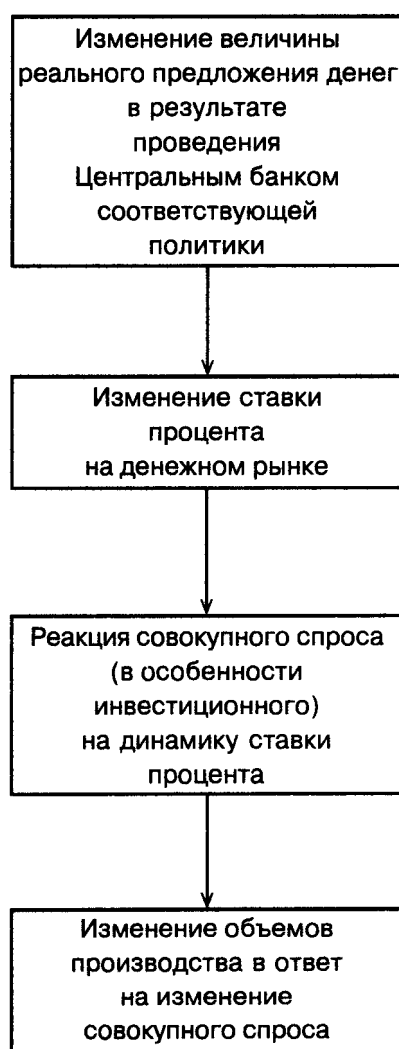 Изменение величины
реального предложения денег
в результате
проведения
Центральным банком
соответствующей
политики
Изменение ставки
процента
на денежном рынке
Реакция совокупного спроса
(в особенности
инвестиционного)
на динамику ставки
процента
Изменение объемов
производства в ответ
на изменение
совокупного спроса